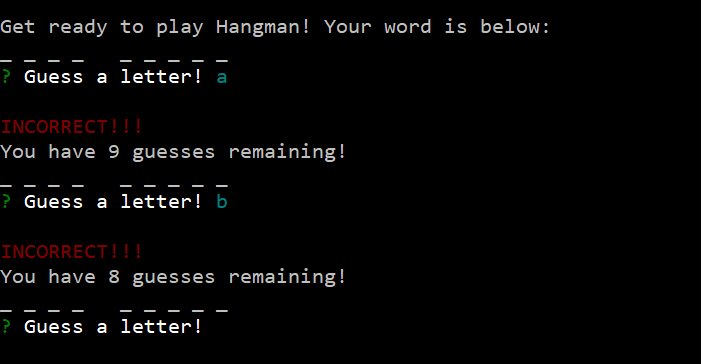 Get ready to play Hangman! Your word is below:
_ _ _ _   _ _ _ _ _
? Guess a letter! a
INCORRECT!!!
You have 9 guesses remaining!
_ _ _ _   _ _ _ _ _
? Guess a letter! b
INCORRECT!!!
You have 8 guesses remaining!
_ _ _ _   _ _ _ _ _
? Guess a letter!